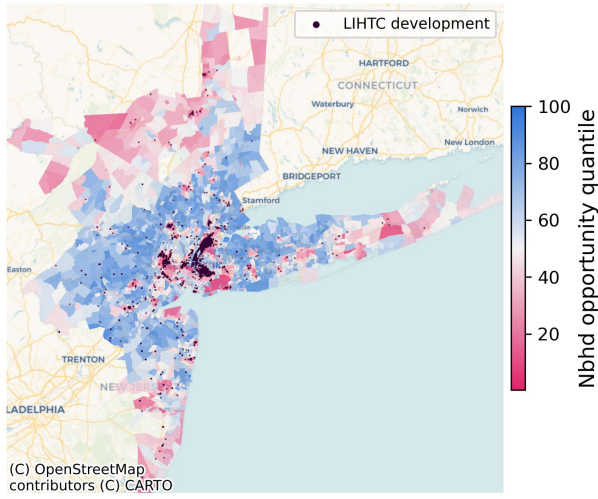 LIHTC development
HARTFORD
CONNECTICUT
Waterbury
Norwich
NEW HAVEN
New London
BRIDGEPORT
Stamford
Easton
TRENTON
NEW JERSEY
LADELPHIA
(C) OpenStreetMap
contributors (C) CARTO
100
80
60
40
20
Nbhd opportunity quantile